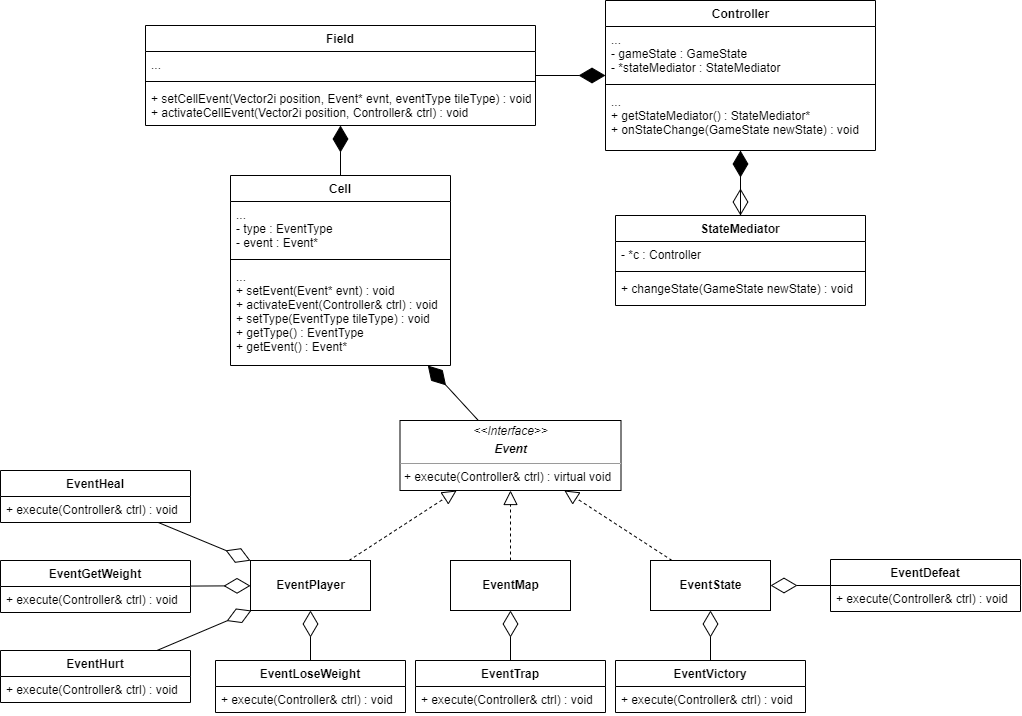 Controller
...
- gameState : GameState
- *stateMediator : StateMediator
...
+ getStateMediator() : StateMediator*
+ onStateChange(GameState newState) : void
Field
...
+ setCellEvent(Vector2i position, Event* evnt, eventType tileType) : void
+ activateCellEvent(Vector2i position, Controller& ctrl) : void
Cell
...
- type : EventType
- event : Event*
...
+ setEvent(Event* evnt) : void
+ activateEvent(Controller& ctrl) : void
+ setType(EventType tileType) : void
+ getType() : EventType
+ getEvent() : Event*
StateMediator
- *c : Controller
+ changeState(GameState newState) : void
<<Interface>>
Event
+ execute(Controller& ctrl) : virtual void
EventHeal
+ execute(Controller& ctrl) : void
EventGetWeight
+ execute(Controller& ctrl) : void
EventHurt
+ execute(Controller& ctrl) : void
EventPlayer
EventMap
EventState
EventDefeat
+ execute(Controller& ctrl) : void
EventLoseWeight
+ execute(Controller& ctrl) : void
EventTrap
+ execute(Controller& ctrl) : void
EventVictory
+ execute(Controller& ctrl) : void